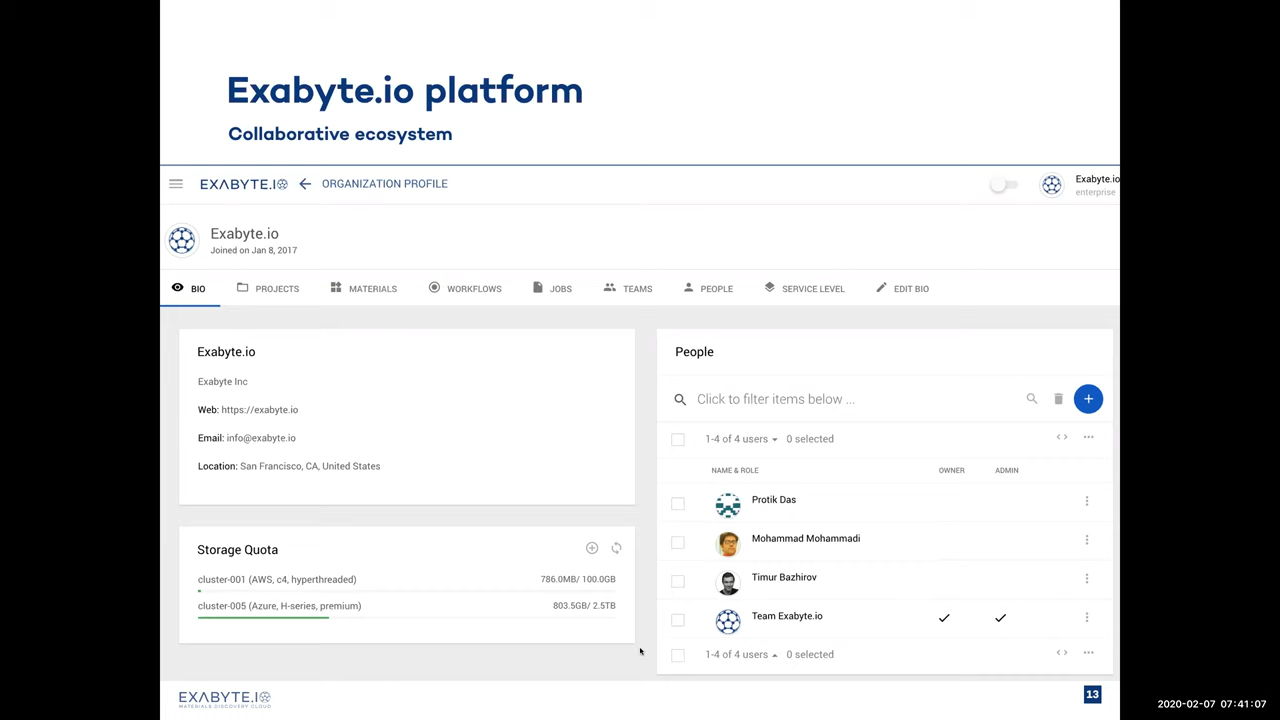 Exabyte.io platform
Collaborative ecosystem
EXABYTE.IO ORGANIZATION PROFILE
Exabyte.io
enterprise
Exabyte.io
Joined on Jan 8, 2017
BIO PROJECTS MATERIALS WORKFLOWS JOBS TEAMS PEOPLE SERVICE LEVEL EDIT BIO
Exabyte.io
Exabyte Inc
Web: https://exabyte.io
Email: info@exabyte.io
Location: San Francisco, CA, United States
Storage Quota
cluster-001 (AWS, c4, hyperthreaded) 786.0MB/ 100.0GB
cluster-005 (Azure, H-series, premium) 803.5GB/ 2.5TB
People
Click to filter items below ...
1-4 of 4 users 0 selected
NAME & ROLE OWNER ADMIN
Protik Das
Mohammad Mohammadi
Timur Bazhirov
Team Exabyte.io
1-4 of 4 users 0 selected
EXABYTE.IO
MATERIALS DISCOVERY CLOUD
13
2020-02-07 07:41:07